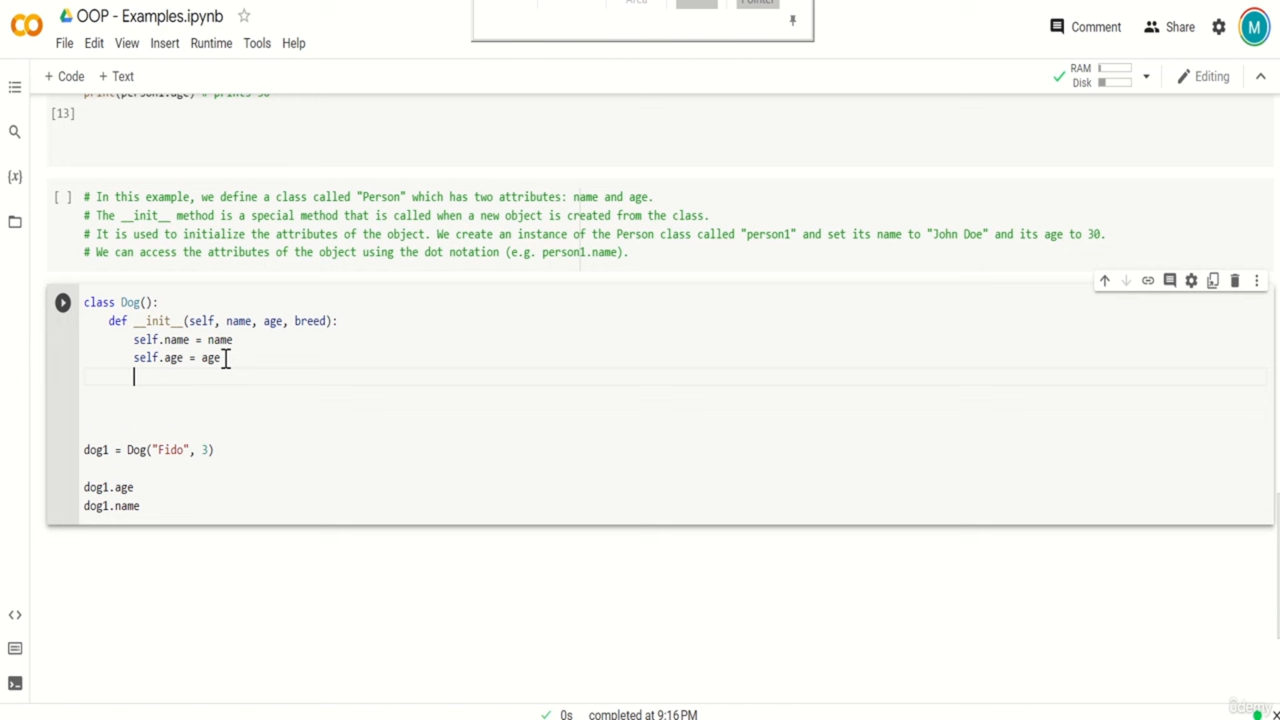 OOP - Examples.ipynb
Comment
Share
M
File Edit View Insert Runtime Tools Help
+ Code + Text
RAM
Disk
Editing
print(person1.age) # prints 30
[13]
[ ] # In this example, we define a class called "Person" which has two attributes: name and age.
# The __init__ method is a special method that is called when a new object is created from the class.
# It is used to initialize the attributes of the object. We create an instance of the Person class called "person1" and set its name to "John Doe" and its age to 30.
# We can access the attributes of the object using the dot notation (e.g. person1.name).
class Dog():
def __init__(self, name, age, breed):
self.name = name
self.age = age
dog1 = Dog("Fido", 3)
dog1.age
dog1.name
0s completed at 9:16 PM
udemy